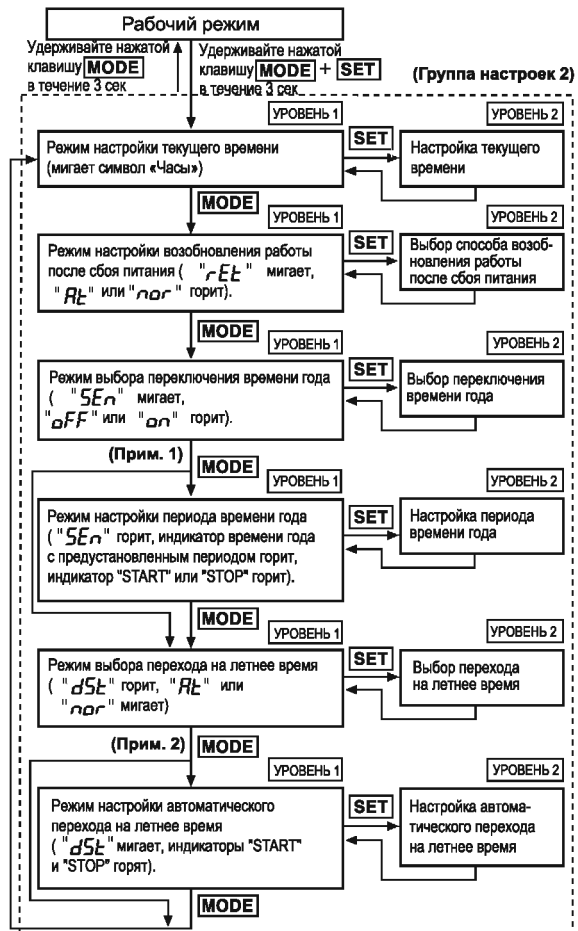 Рабочий режим
Удерживайте нажатой
клавишу MODE
в течение 3 сек
Удерживайте нажатой
клавишу MODE + SET
в течение 3 сек
(Группа настроек 2)
УРОВЕНЬ 1
Режим настройки текущего времени
(мигает символ «Часы»)
SET
УРОВЕНЬ 2
Настройка текущего
времени
MODE
УРОВЕНЬ 1
Режим настройки возобновления работы
после сбоя питания ( "rEt" мигает,
"At" или "nor" горит).
SET
УРОВЕНЬ 2
Выбор способа возоб-
новления работы
после сбоя питания
MODE
УРОВЕНЬ 1
Режим выбора переключения времени года
( "SEn" мигает,
"oFF" или "on" горит).
SET
УРОВЕНЬ 2
Выбор переключения
времени года
(Прим. 1)
MODE
УРОВЕНЬ 1
Режим настройки периода времени года
( "SEn" горит, индикатор времени года
с предустановленным периодом горит,
индикатор "START" или "STOP" горит).
SET
УРОВЕНЬ 2
Настройка периода
времени года
MODE
УРОВЕНЬ 1
Режим выбора перехода на летнее время
( "dSt" горит, "At" или
"nor" мигает)
SET
УРОВЕНЬ 2
Выбор перехода
на летнее время
(Прим. 2)
MODE
УРОВЕНЬ 1
Режим настройки автоматического
перехода на летнее время
( "dSt" мигает, индикаторы "START"
и "STOP" горят).
SET
УРОВЕНЬ 2
Настройка автома-
тического перехода
на летнее время
MODE